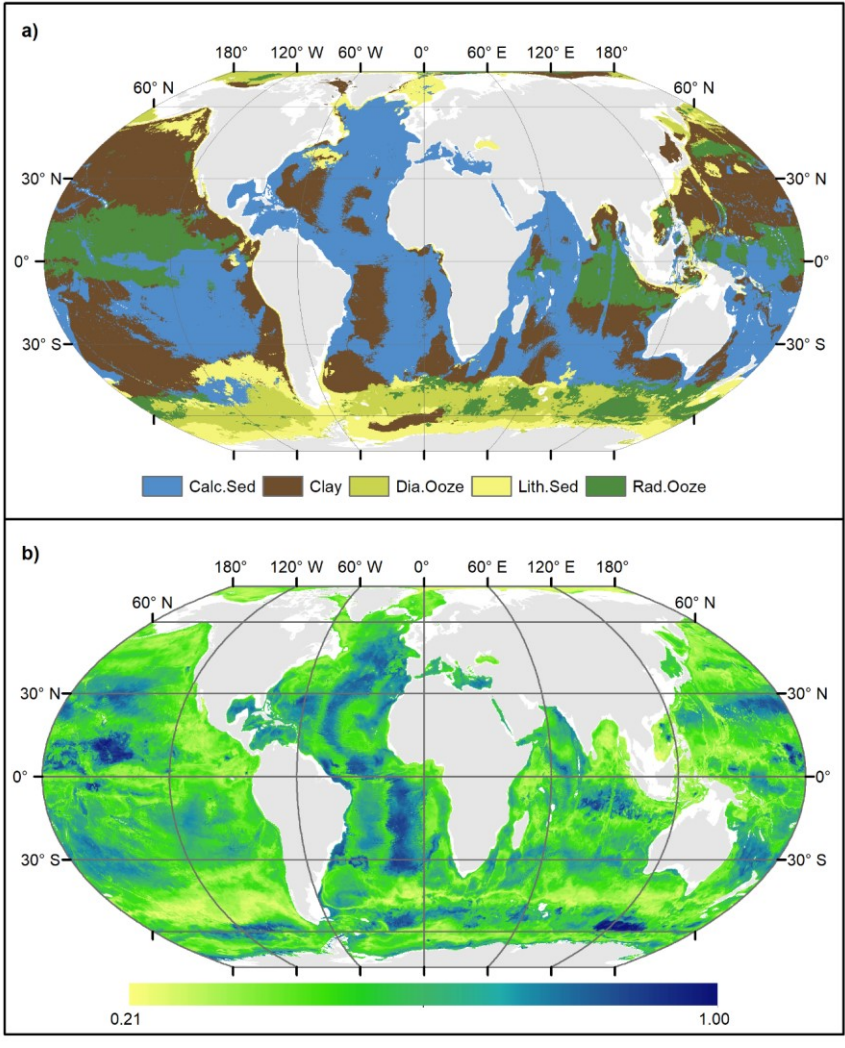 a)
180° 120° W 60° W 0° 60° E 120° E 180°
60° N 60° N
30° N 30° N
0° 0°
30° S 30° S
Calc.Sed Clay Dia.Ooze Lith.Sed Rad.Ooze
b)
180° 120° W 60° W 0° 60° E 120° E 180°
60° N 60° N
30° N 30° N
0° 0°
30° S 30° S
0.21 1.00